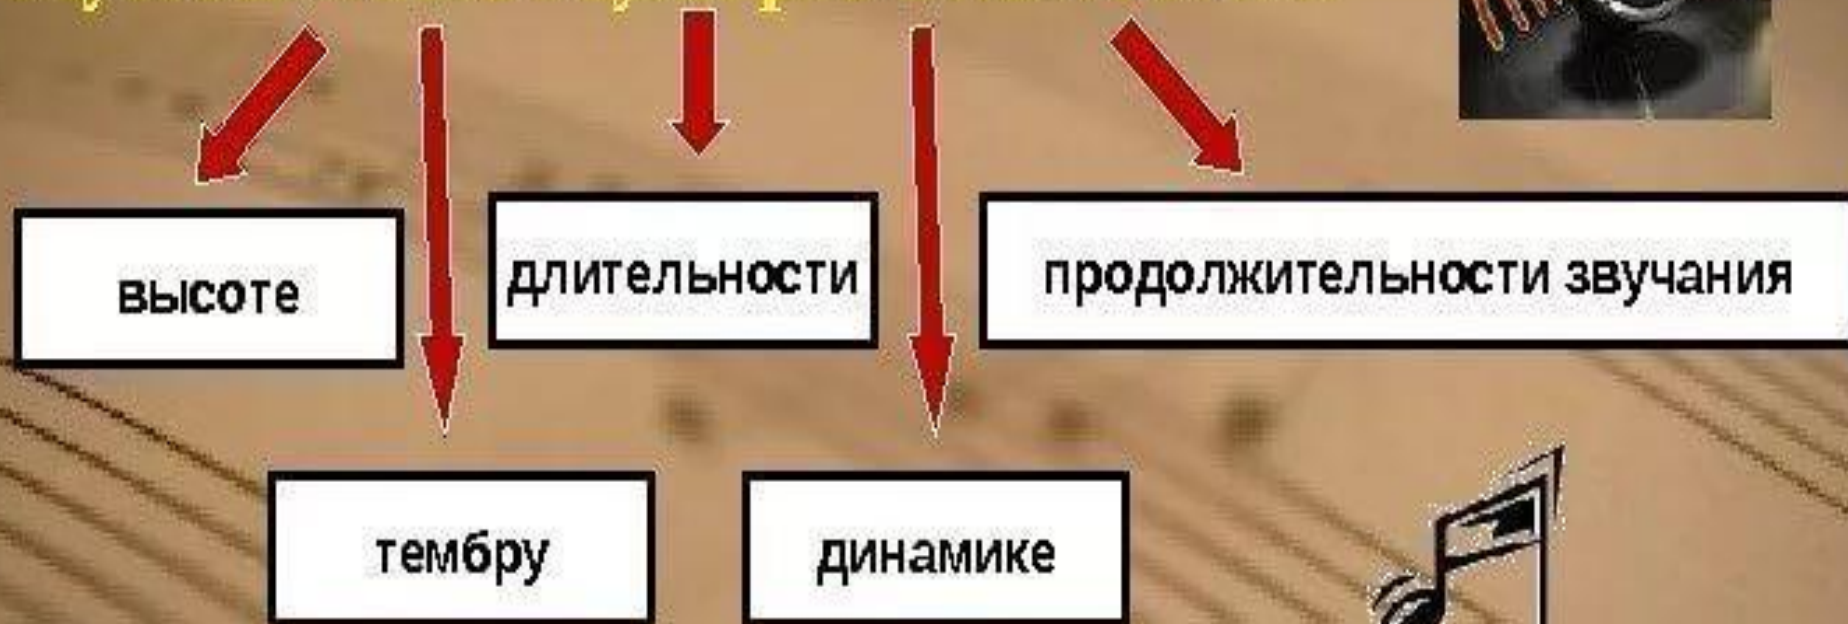 высоте
длительности
продолжительности звучания
тембру
динамике